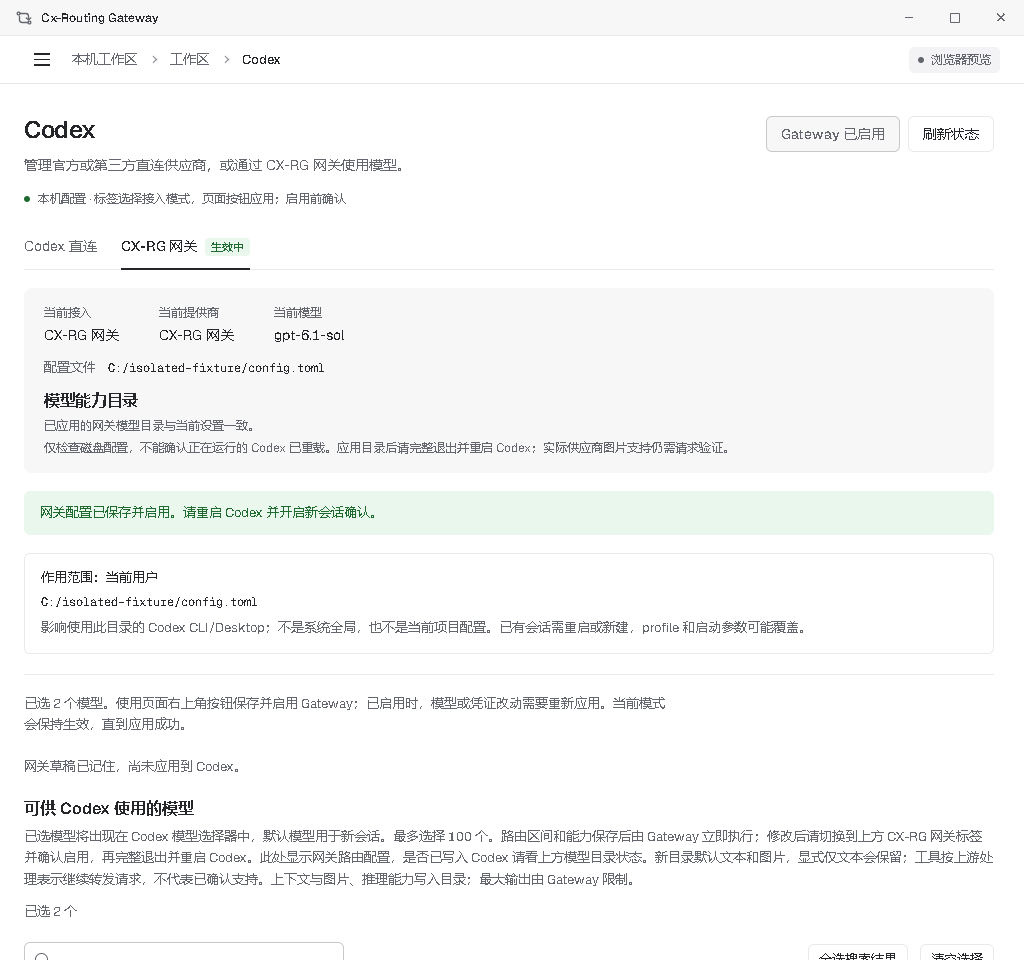 Cx-Routing Gateway
本机工作区 > 工作区 > Codex
浏览器预览
Codex
Gateway 已启用
刷新状态
管理官方或第三方直连供应商，或通过 CX-RG 网关使用模型。
本机配置 · 标签选择接入模式，页面按钮应用；启用前确认
Codex 直连
CX-RG 网关
生效中
当前接入
当前提供商
当前模型
CX-RG 网关
CX-RG 网关
gpt-6.1-sol
配置文件 C:/isolated-fixture/config.toml
模型能力目录
已应用的网关模型目录与当前设置一致。
仅检查磁盘配置，不能确认正在运行的 Codex 已重载。应用目录后请完整退出并重启 Codex；实际供应商图片支持仍需请求验证。
网关配置已保存并启用。请重启 Codex 并开启新会话确认。
作用范围：当前用户
C:/isolated-fixture/config.toml
影响使用此目录的 Codex CLI/Desktop；不是系统全局，也不是当前项目配置。已有会话需重启或新建，profile 和启动参数可能覆盖。
已选 2 个模型。使用页面右上角按钮保存并启用 Gateway；已启用时，模型或凭证改动需要重新应用。当前模式
会保持生效，直到应用成功。
网关草稿已记住，尚未应用到 Codex。
可供 Codex 使用的模型
已选模型将出现在 Codex 模型选择器中，默认模型用于新会话。最多选择 100 个。路由区间和能力保存后由 Gateway 立即执行；修改后请切换到上方 CX-RG 网关标签
并确认启用，再完整退出并重启 Codex。此处显示网关路由配置，是否已写入 Codex 请看上方模型目录状态。新目录默认文本和图片，显式仅文本会保留；工具按上游处
理表示继续转发请求，不代表已确认支持。上下文与图片、推理能力写入目录；最大输出由 Gateway 限制。
已选 2 个
全选搜索结果
清空选择